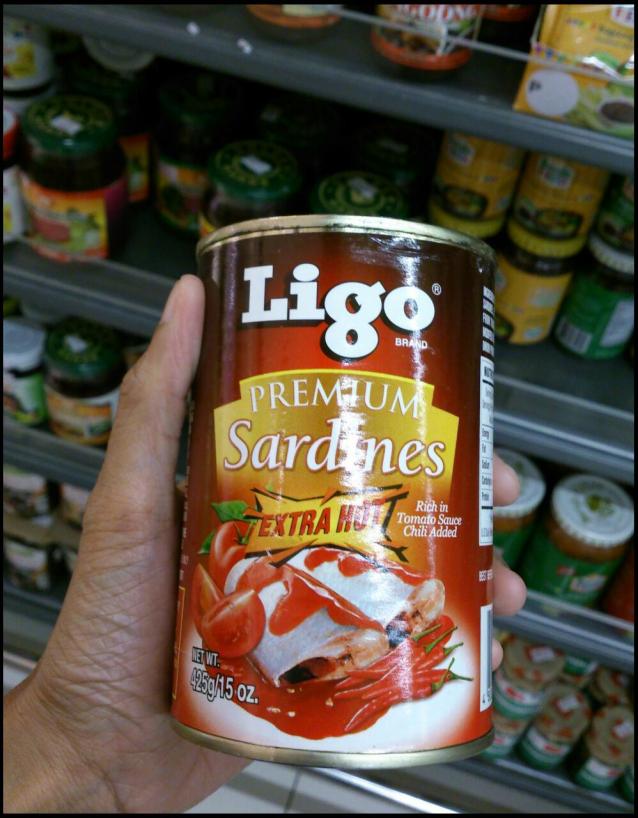 Ligo®
BRAND
PREMIUM
Sardines
EXTRA HOT
Rich in
Tomato Sauce
Chili Added
NET WT.
425g/15 oz.